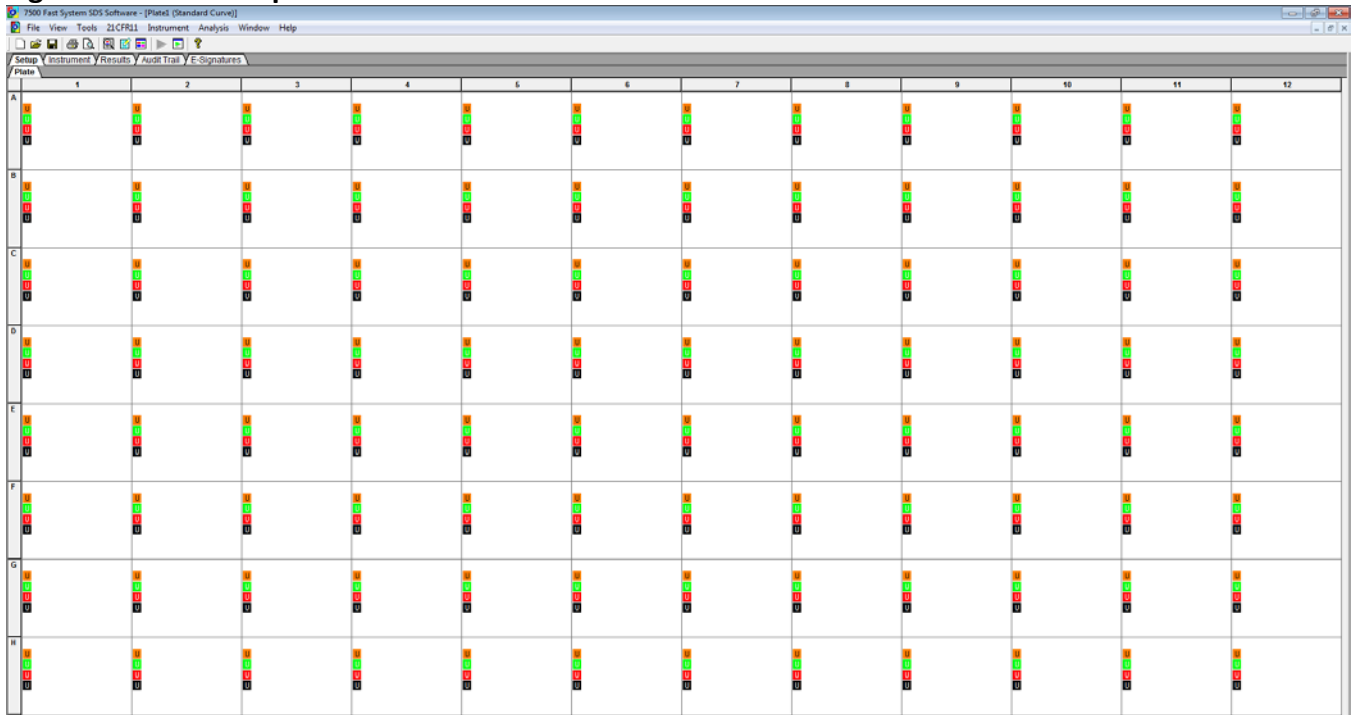 7500 Fast System SDS Software - [Plate1 (Standard Curve)]
File View Tools 21CFR11 Instrument Analysis Window Help
Setup Instrument Results Audit Trail E-Signatures
Plate
1 2 3 4 5 6 7 8 9 10 11 12
A
U U U U U U U U U U U U
U U U U U U U U U U U U
U U U U U U U U U U U U
U U U U U U U U U U U U
B
U U U U U U U U U U U U
U U U U U U U U U U U U
U U U U U U U U U U U U
U U U U U U U U U U U U
C
U U U U U U U U U U U U
U U U U U U U U U U U U
U U U U U U U U U U U U
U U U U U U U U U U U U
D
U U U U U U U U U U U U
U U U U U U U U U U U U
U U U U U U U U U U U U
U U U U U U U U U U U U
E
U U U U U U U U U U U U
U U U U U U U U U U U U
U U U U U U U U U U U U
U U U U U U U U U U U U
F
U U U U U U U U U U U U
U U U U U U U U U U U U
U U U U U U U U U U U U
U U U U U U U U U U U U
G
U U U U U U U U U U U U
U U U U U U U U U U U U
U U U U U U U U U U U U
U U U U U U U U U U U U
H
U U U U U U U U U U U U
U U U U U U U U U U U U
U U U U U U U U U U U U
U U U U U U U U U U U U